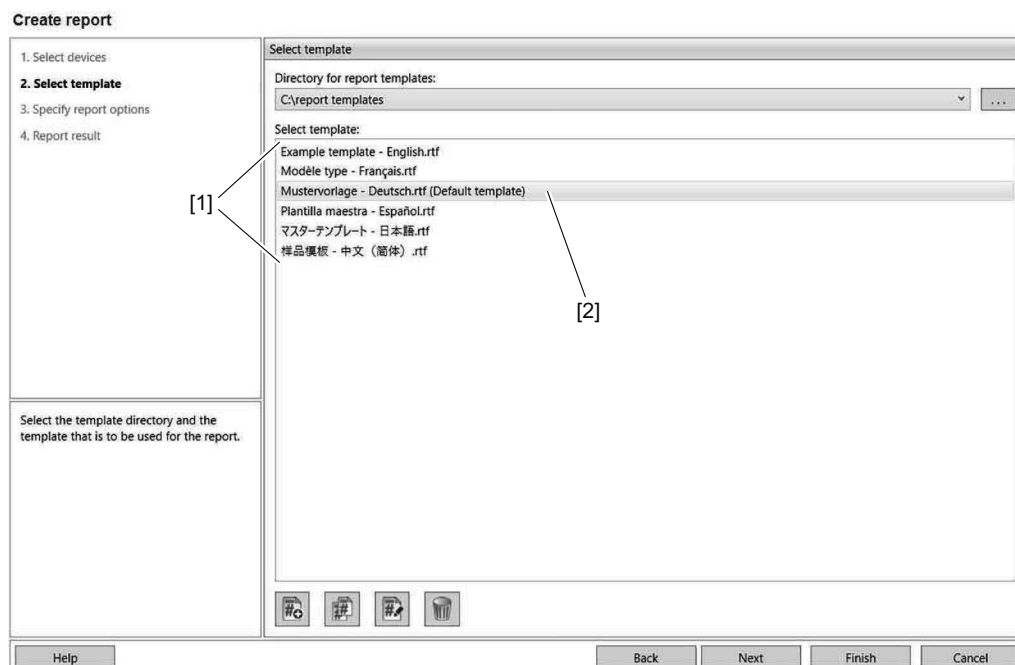 Create report
1. Select devices
2. Select template
3. Specify report options
4. Report result
Select the template directory and the
template that is to be used for the report.
Select template
Directory for report templates:
C:\report templates
...
Select template:
Example template - English.rtf
Modèle type - Français.rtf
Mustervorlage - Deutsch.rtf (Default template)
Plantilla maestra - Español.rtf
マスターテンプレート - 日本語.rtf
样品模板 - 中文（简体）.rtf
[1]
[2]
Help
Back
Next
Finish
Cancel